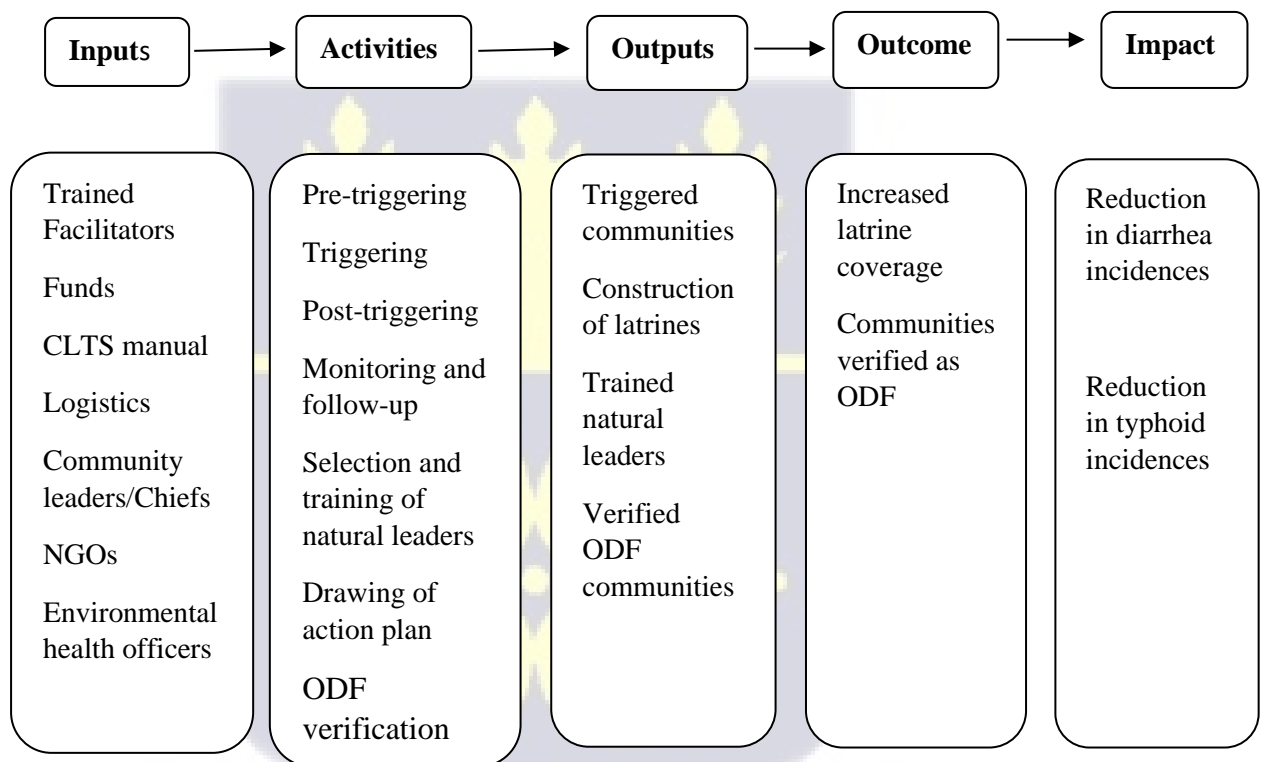 Inputs
Activities
Outputs
Outcome
Impact
Trained
Facilitators
Funds
CLTS manual
Logistics
Community
leaders/Chiefs
NGOs
Environmental
health officers
Pre-triggering
Triggering
Post-triggering
Monitoring and
follow-up
Selection and
training of
natural leaders
Drawing of
action plan
ODF
verification
Triggered
communities
Construction
of latrines
Trained
natural
leaders
Verified
ODF
communities
Increased
latrine
coverage
Communities
verified as
ODF
Reduction
in diarrhea
incidences
Reduction
in typhoid
incidences